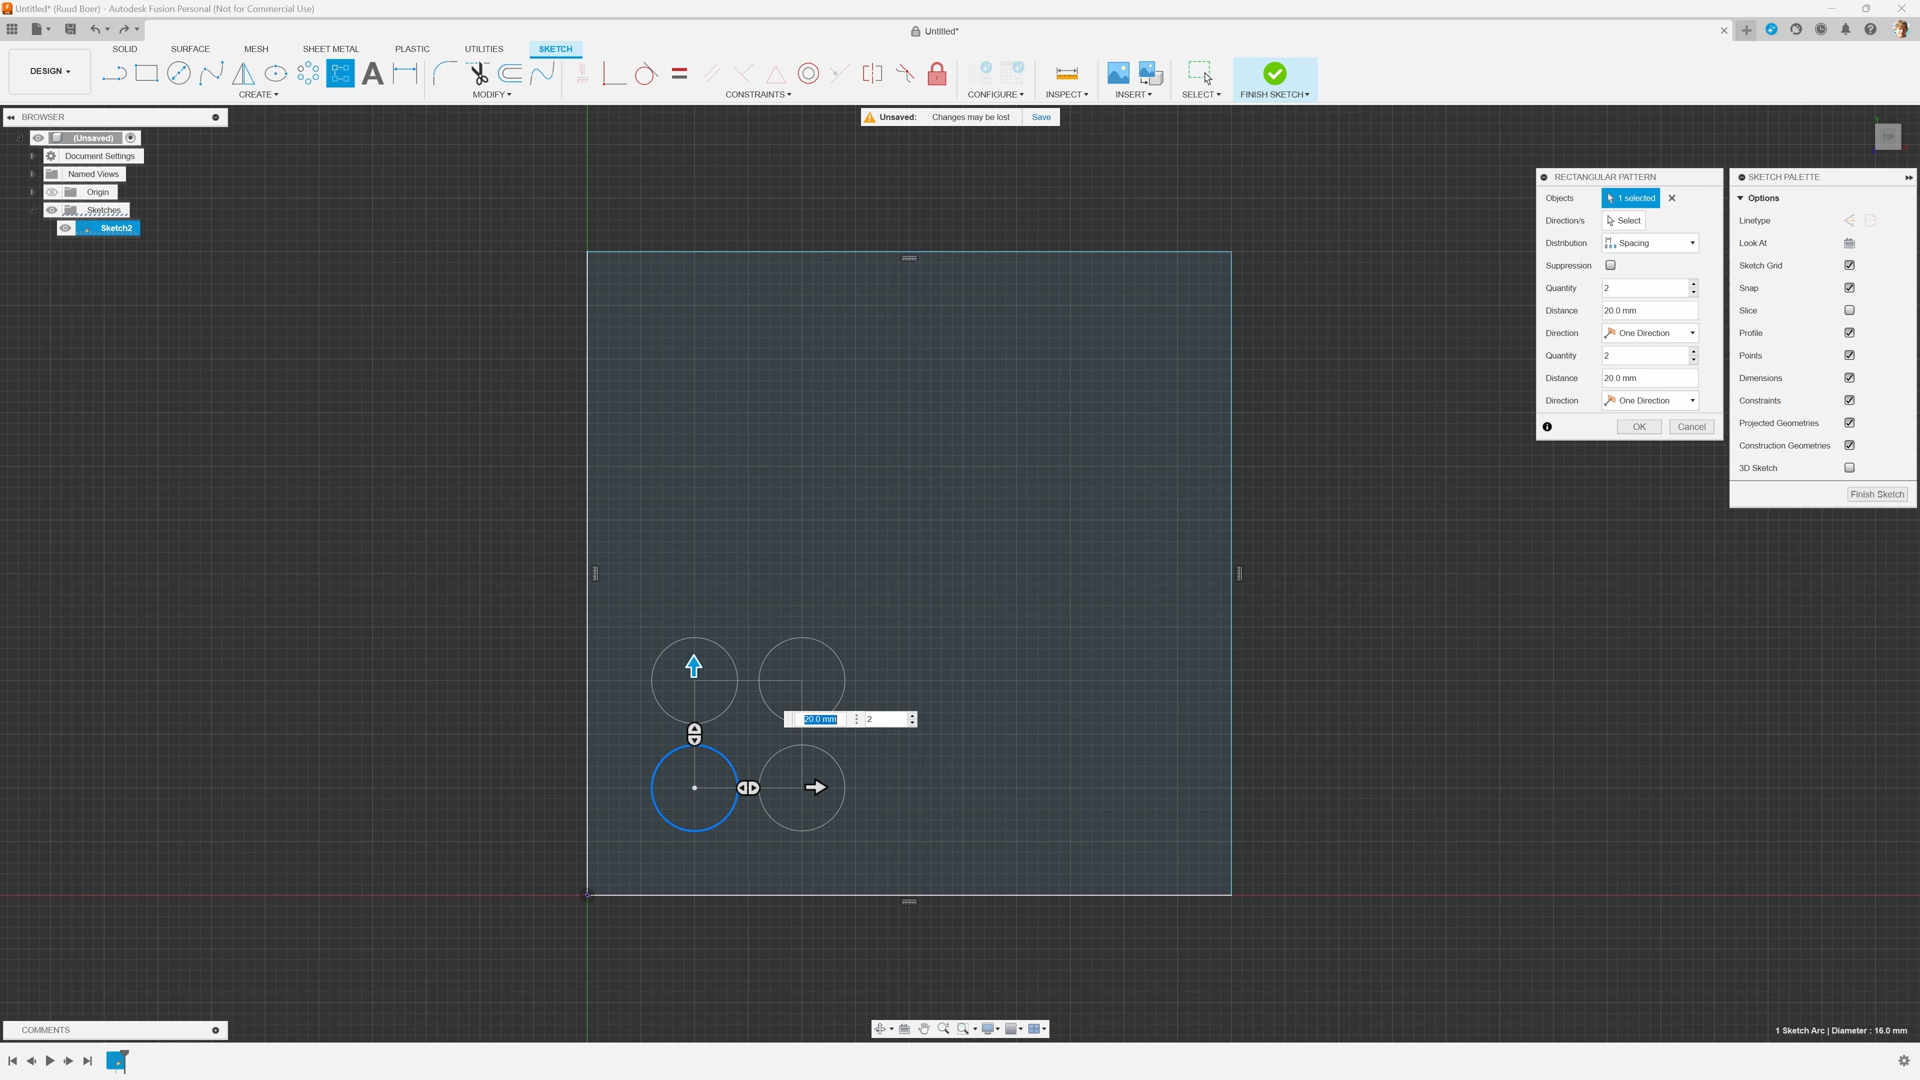 Untitled* (Ruud Boer) - Autodesk Fusion Personal (Not for Commercial Use)
Untitled*
SOLID SURFACE MESH SHEET METAL PLASTIC UTILITIES SKETCH
DESIGN
CREATE MODIFY CONSTRAINTS CONFIGURE INSPECT INSERT SELECT FINISH SKETCH
BROWSER
Unsaved: Changes may be lost Save
(Unsaved)
Document Settings
Named Views
Origin
Sketches
Sketch2
TOP
RECTANGULAR PATTERN
Objects 1 selected
Direction/s Select
Distribution Spacing
Suppression
Quantity 2
Distance 20.0 mm
Direction One Direction
Quantity 2
Distance 20.0 mm
Direction One Direction
OK Cancel
SKETCH PALETTE
Options
Linetype
Look At
Sketch Grid
Snap
Slice
Profile
Points
Dimensions
Constraints
Projected Geometries
Construction Geometries
3D Sketch
Finish Sketch
20.0 mm 2
COMMENTS
1 Sketch Arc | Diameter : 16.0 mm